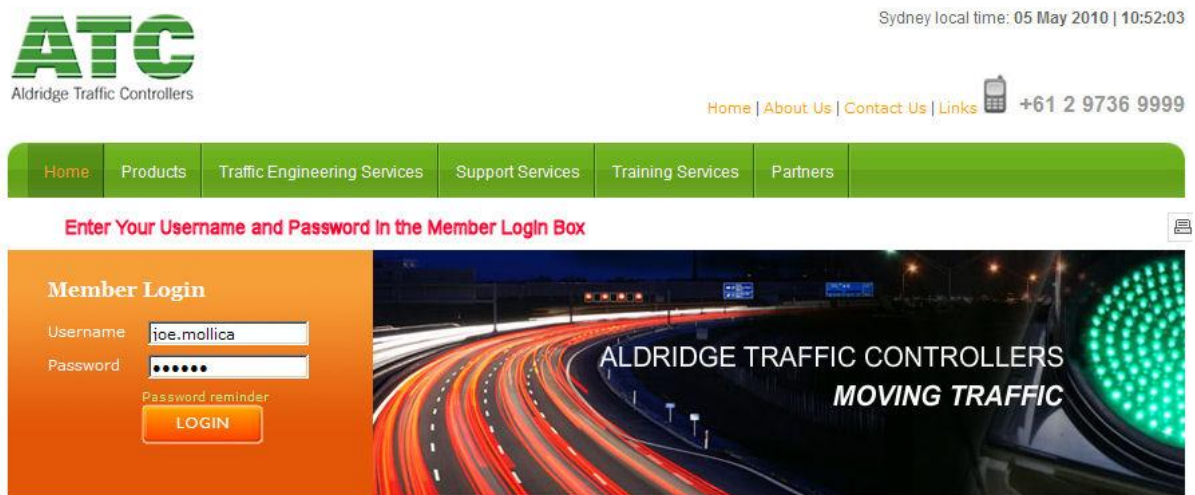 Sydney local time: 05 May 2010 | 10:52:03
ATC
Aldridge Traffic Controllers
Home | About Us | Contact Us | Links +61 2 9736 9999
Home Products Traffic Engineering Services Support Services Training Services Partners
Enter Your Username and Password In the Member Login Box
Member Login
Username joe.mollica
Password ••••••
Password reminder
LOGIN
ALDRIDGE TRAFFIC CONTROLLERS
MOVING TRAFFIC